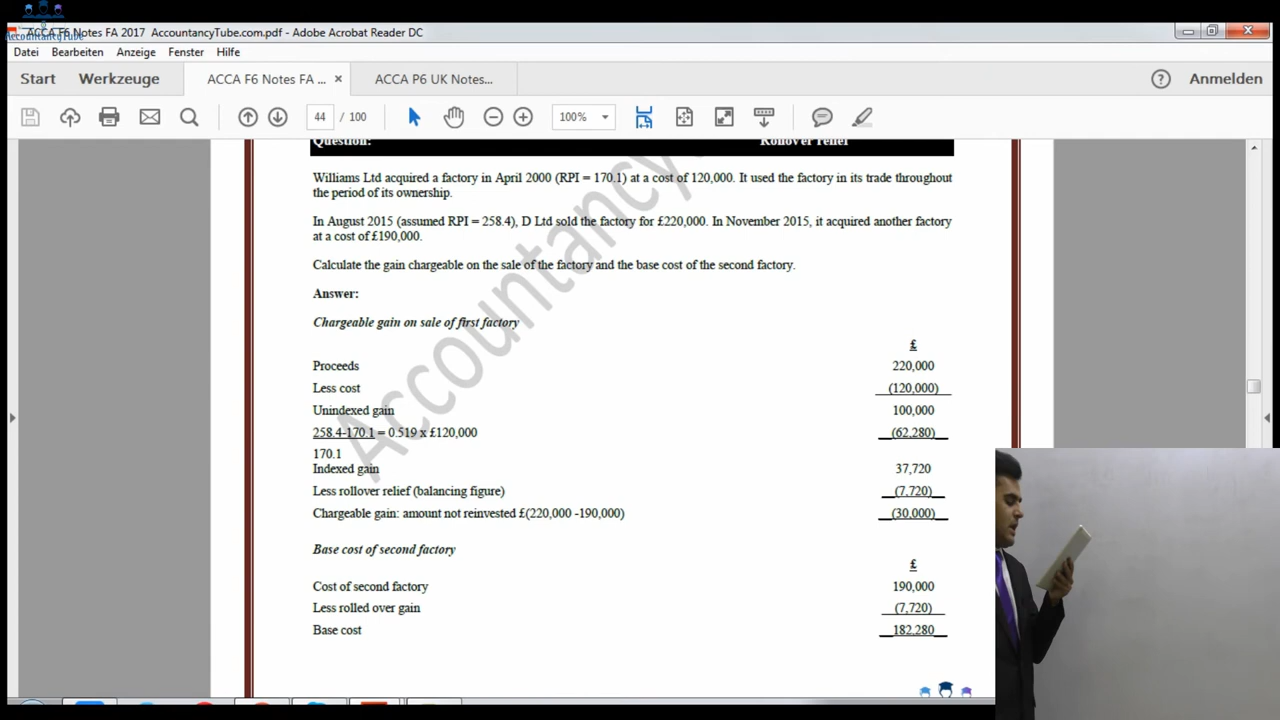 AccountancyTube
ACCA F6 Notes FA 2017 AccountancyTube.com.pdf - Adobe Acrobat Reader DC
Datei Bearbeiten Anzeige Fenster Hilfe
Start Werkzeuge ACCA F6 Notes FA ... × ACCA P6 UK Notes... ? Anmelden
44 / 100 100%
Question: Rollover relief
Williams Ltd acquired a factory in April 2000 (RPI = 170.1) at a cost of 120,000. It used the factory in its trade throughout
the period of its ownership.
In August 2015 (assumed RPI = 258.4), D Ltd sold the factory for £220,000. In November 2015, it acquired another factory
at a cost of £190,000.
Calculate the gain chargeable on the sale of the factory and the base cost of the second factory.
Answer:
Chargeable gain on sale of first factory
£
Proceeds 220,000
Less cost (120,000)
Unindexed gain 100,000
258.4-170.1 = 0.519 x £120,000 (62,280)
170.1
Indexed gain 37,720
Less rollover relief (balancing figure) (7,720)
Chargeable gain: amount not reinvested £(220,000 -190,000) (30,000)
Base cost of second factory
£
Cost of second factory 190,000
Less rolled over gain (7,720)
Base cost 182,280
Accountancy